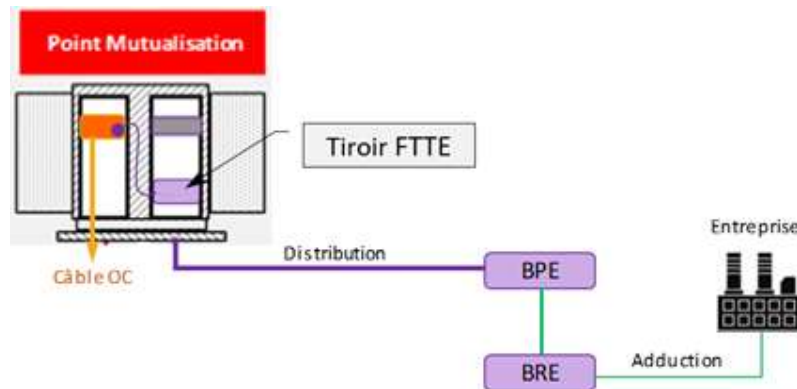 Point Mutualisation
Tiroir FTTE
Entreprise
Distribution
Câble OC
BPE
BRE
Adduction